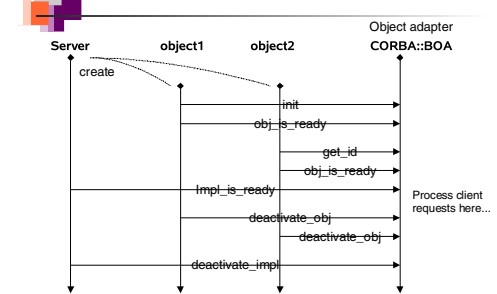 Object adapter
Server object1 object2 CORBA::BOA
create
init
obj_is_ready
get_id
obj_is_ready
Impl_is_ready
Process client
requests here...
deactivate_obj
deactivate_obj
deactivate_impl